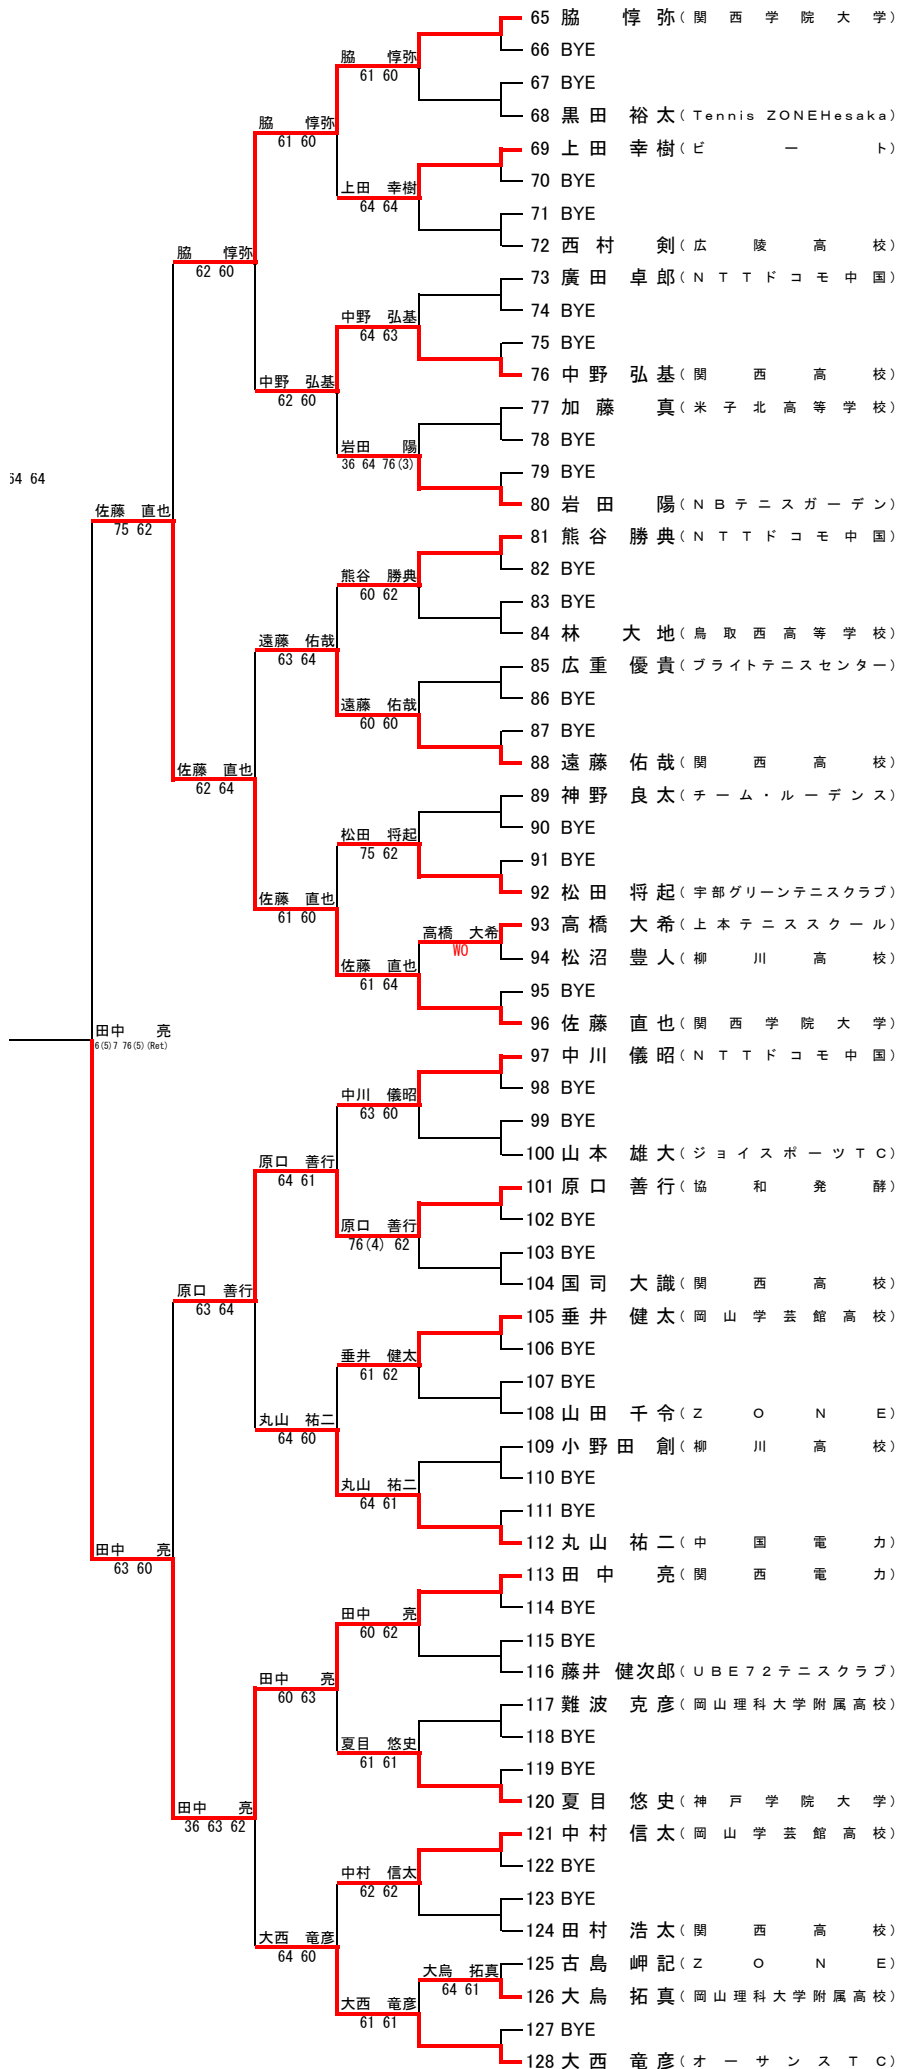 65 脇　惇弥(関西学院大学)
脇　惇弥
66 BYE
61 60
67 BYE
68 黒田　裕太(Tennis ZONEHesaka)
脇　惇弥
61 60
69 上田　幸樹(ビート)
70 BYE
上田　幸樹
64 64
71 BYE
72 西村　剣(広陵高校)
脇　惇弥
62 60
73 廣田　卓郎(NTTドコモ中国)
74 BYE
中野　弘基
64 63
75 BYE
76 中野　弘基(関西高校)
中野　弘基
62 60
77 加藤　真(米子北高等学校)
78 BYE
岩田　陽
36 64 76(3)
79 BYE
64 64
80 岩田　陽(NBテニスガーデン)
佐藤　直也
75 62
81 熊谷　勝典(NTTドコモ中国)
82 BYE
熊谷　勝典
60 62
83 BYE
84 林　大地(鳥取西高等学校)
遠藤　佑哉
63 64
85 広重　優貴(ブライトテニスセンター)
86 BYE
遠藤　佑哉
60 60
87 BYE
88 遠藤　佑哉(関西高校)
佐藤　直也
62 64
89 神野　良太(チーム・ルーデンス)
90 BYE
松田　将起
75 62
91 BYE
92 松田　将起(宇部グリーンテニスクラブ)
佐藤　直也
61 60
93 高橋　大希(上本テニススクール)
高橋　大希
WO
94 松沼　豊人(柳川高校)
佐藤　直也
61 64
95 BYE
96 佐藤　直也(関西学院大学)
田中　亮
6(5)7 76(5)(Ret)
97 中川　儀昭(NTTドコモ中国)
98 BYE
中川　儀昭
63 60
99 BYE
100 山本　雄大(ジョイスポーツTC)
原口　善行
64 61
101 原口　善行(協和発酵)
102 BYE
原口　善行
76(4) 62
103 BYE
104 国司　大識(関西高校)
原口　善行
63 64
105 垂井　健太(岡山学芸館高校)
106 BYE
垂井　健太
61 62
107 BYE
108 山田　千令(ZONE)
丸山　祐二
64 60
109 小野田　創(柳川高校)
110 BYE
丸山　祐二
64 61
111 BYE
112 丸山　祐二(中国電力)
田中　亮
63 60
113 田中　亮(関西電力)
114 BYE
田中　亮
60 62
115 BYE
116 藤井　健次郎(UBE72テニスクラブ)
田中　亮
60 63
117 難波　克彦(岡山理科大学附属高校)
118 BYE
夏目　悠史
61 61
119 BYE
120 夏目　悠史(神戸学院大学)
田中　亮
36 63 62
121 中村　信太(岡山学芸館高校)
122 BYE
中村　信太
62 62
123 BYE
124 田村　浩太(関西高校)
大西　竜彦
64 60
125 古島　岬記(ZONE)
大鳥　拓真
64 61
126 大鳥　拓真(岡山理科大学附属高校)
大西　竜彦
61 61
127 BYE
128 大西　竜彦(オーサンスTC)